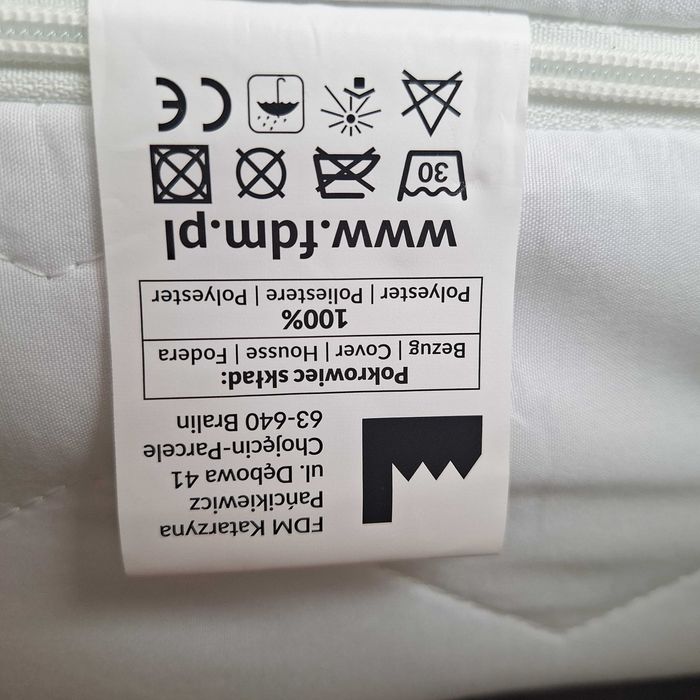 FDM Katarzyna
Pańcikiewicz
ul. Dębowa 41
Chojęcin-Parcele
63-640 Bralin
Pokrowiec skład:
Bezug | Cover | Housse | Fodera
100%
Polyester | Poliestere | Polyester
www.fdm.pl
30
CE